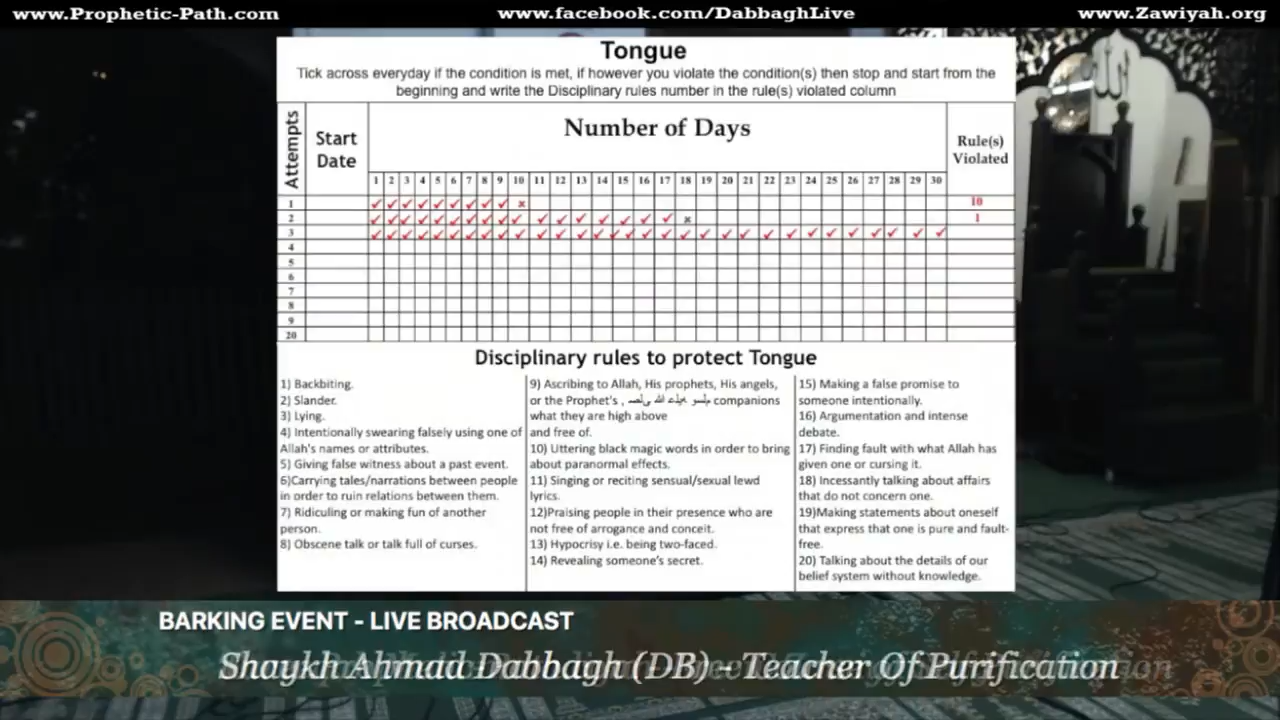 www.Prophetic-Path.com
www.facebook.com/DabbaghLive
www.Zawiyah.org
Tongue
Tick across everyday if the condition is met, if however you violate the condition(s) then stop and start from the
beginning and write the Disciplinary rules number in the rule(s) violated column
Attempts
Start
Date
Number of Days
Rule(s)
Violated
1 2 3 4 5 6 7 8 9 10 11 12 13 14 15 16 17 18 19 20 21 22 23 24 25 26 27 28 29 30
1 ✓ ✓ ✓ ✓ ✓ ✓ ✓ ✓ ✓ × 10
2 ✓ ✓ ✓ ✓ ✓ ✓ ✓ ✓ ✓ ✓ ✓ ✓ ✓ ✓ ✓ ✓ ✓ × 1
3 ✓ ✓ ✓ ✓ ✓ ✓ ✓ ✓ ✓ ✓ ✓ ✓ ✓ ✓ ✓ ✓ ✓ ✓ ✓ ✓ ✓ ✓ ✓ ✓ ✓ ✓ ✓ ✓ ✓ ✓
4
5
6
7
8
9
20
Disciplinary rules to protect Tongue
1) Backbiting.
2) Slander.
3) Lying.
4) Intentionally swearing falsely using one of
Allah's names or attributes.
5) Giving false witness about a past event.
6)Carrying tales/narrations between people
in order to ruin relations between them.
7) Ridiculing or making fun of another
person.
8) Obscene talk or talk full of curses.
9) Ascribing to Allah, His prophets, His angels,
or the Prophet's , companions
what they are high above
and free of.
10) Uttering black magic words in order to bring
about paranormal effects.
11) Singing or reciting sensual/sexual lewd
lyrics.
12)Praising people in their presence who are
not free of arrogance and conceit.
13) Hypocrisy i.e. being two-faced.
14) Revealing someone's secret.
15) Making a false promise to
someone intentionally.
16) Argumentation and intense
debate.
17) Finding fault with what Allah has
given one or cursing it.
18) Incessantly talking about affairs
that do not concern one.
19)Making statements about oneself
that express that one is pure and fault-
free.
20) Talking about the details of our
belief system without knowledge.
الله
BARKING EVENT - LIVE BROADCAST
Shaykh Ahmad Dabbagh (DB) - Teacher Of Purification